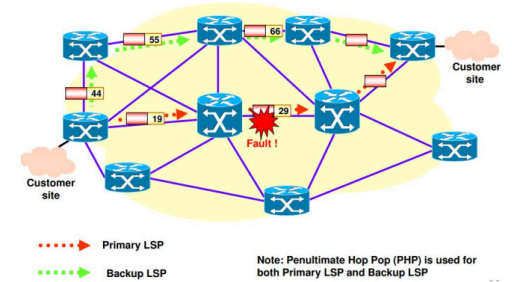 55
66
Customer
site
44
19
29
Fault !
Customer
site
Primary LSP
Backup LSP
Note: Penultimate Hop Pop (PHP) is used for
both Primary LSP and Backup LSP